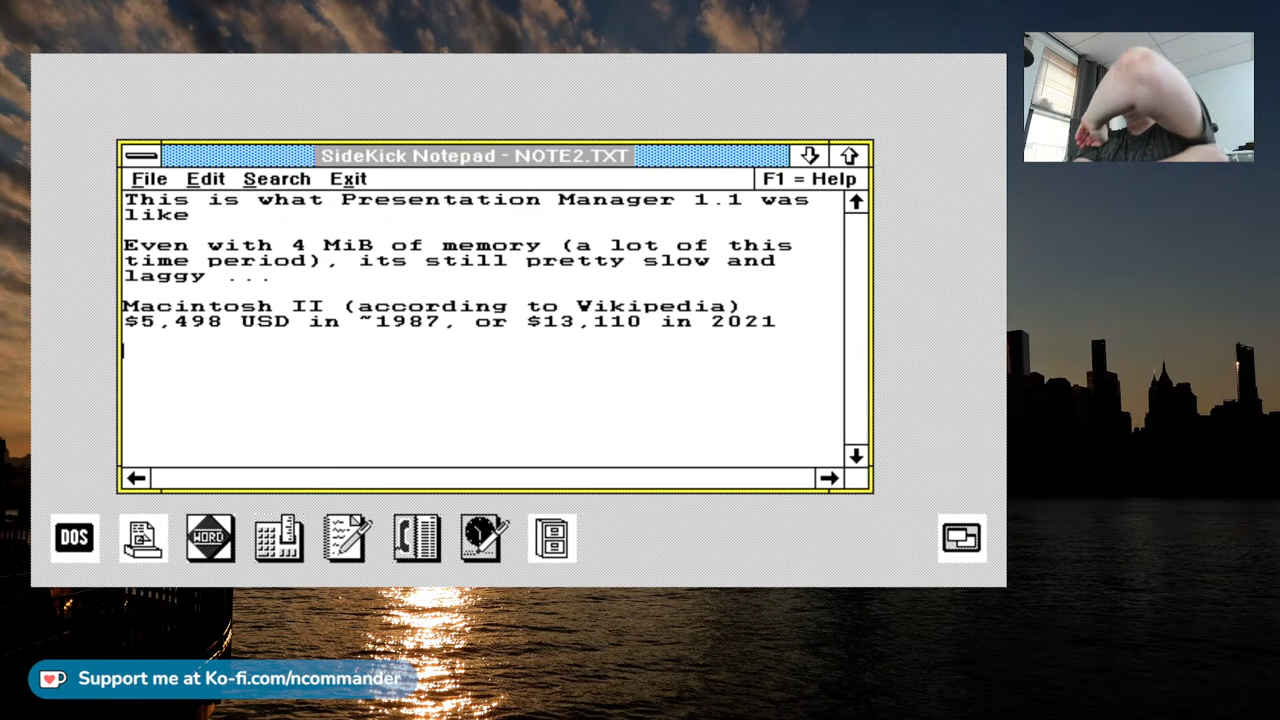 SideKick Notepad - NOTE2.TXT
File Edit Search Exit F1 = Help
This is what Presentation Manager 1.1 was
like
Even with 4 MiB of memory (a lot of this
time period), its still pretty slow and
laggy ...
Macintosh II (according to Wikipedia)
$5,498 USD in ~1987, or $13,110 in 2021
DOS
WORD
Support me at Ko-fi.com/ncommander